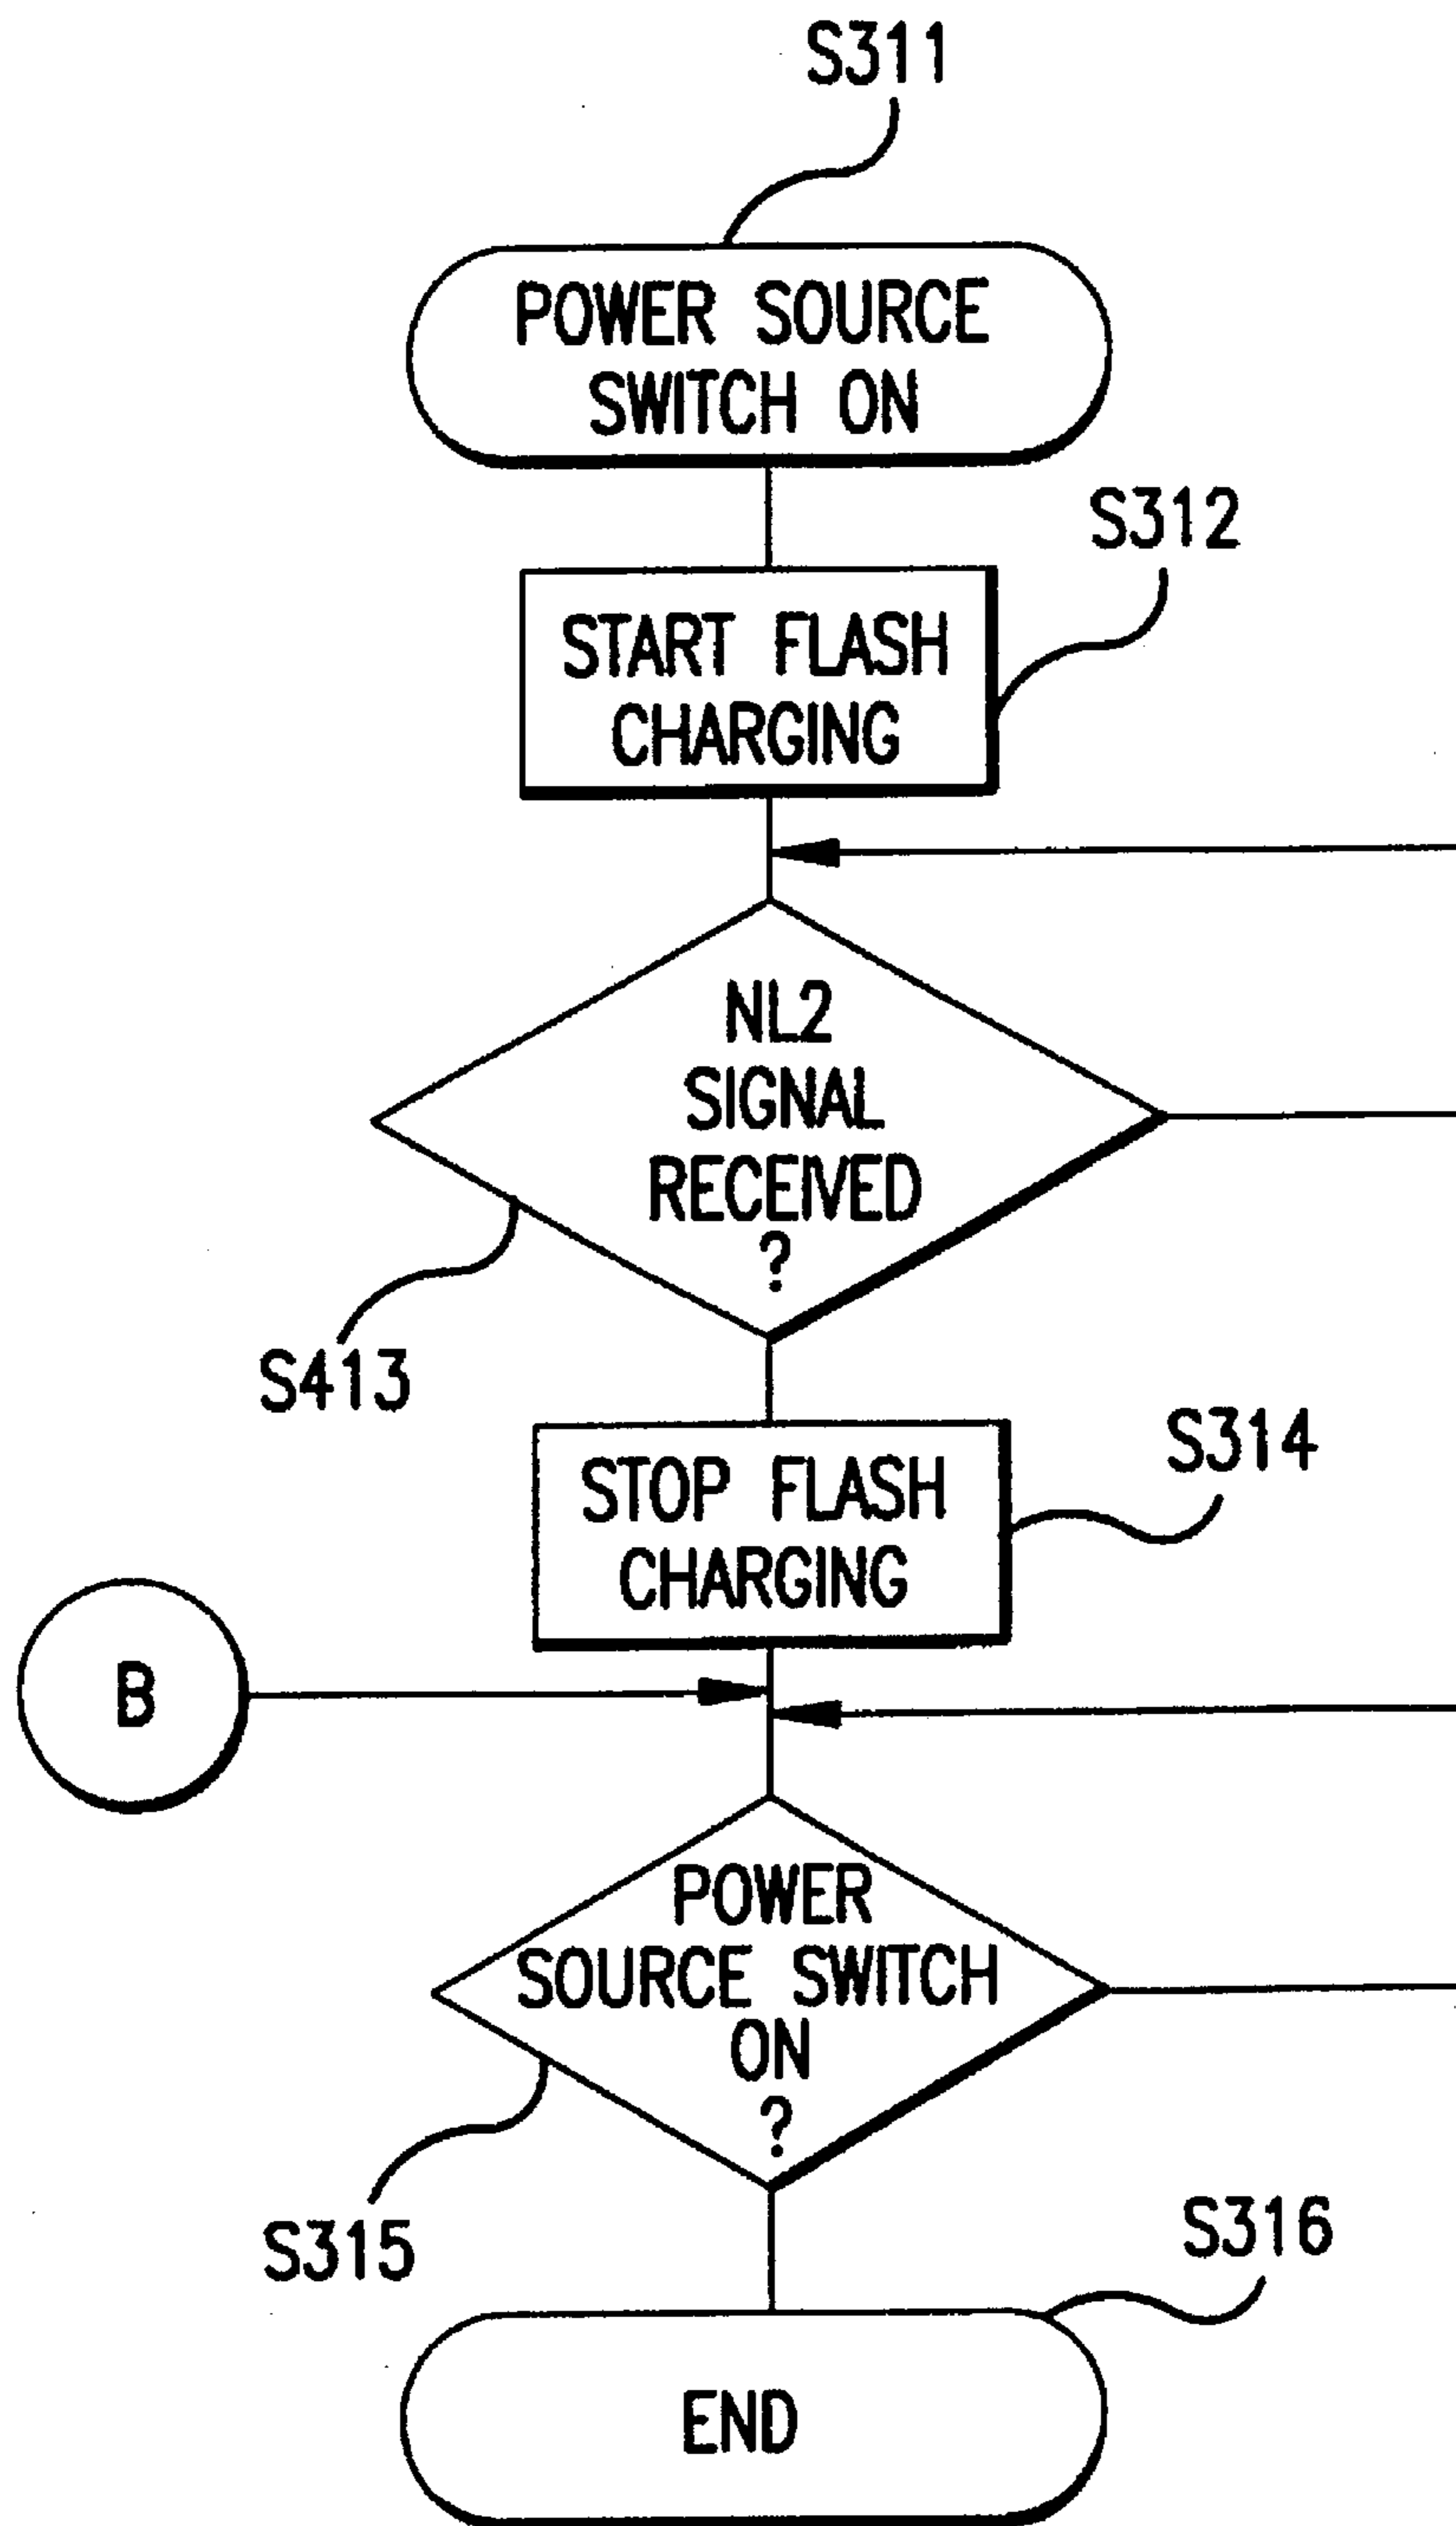 S311
POWER SOURCE
SWITCH ON
S312
START FLASH
CHARGING
NL2
SIGNAL
RECEIVED
?
S413
S314
STOP FLASH
CHARGING
B
POWER
SOURCE SWITCH
ON
?
S315
S316
END